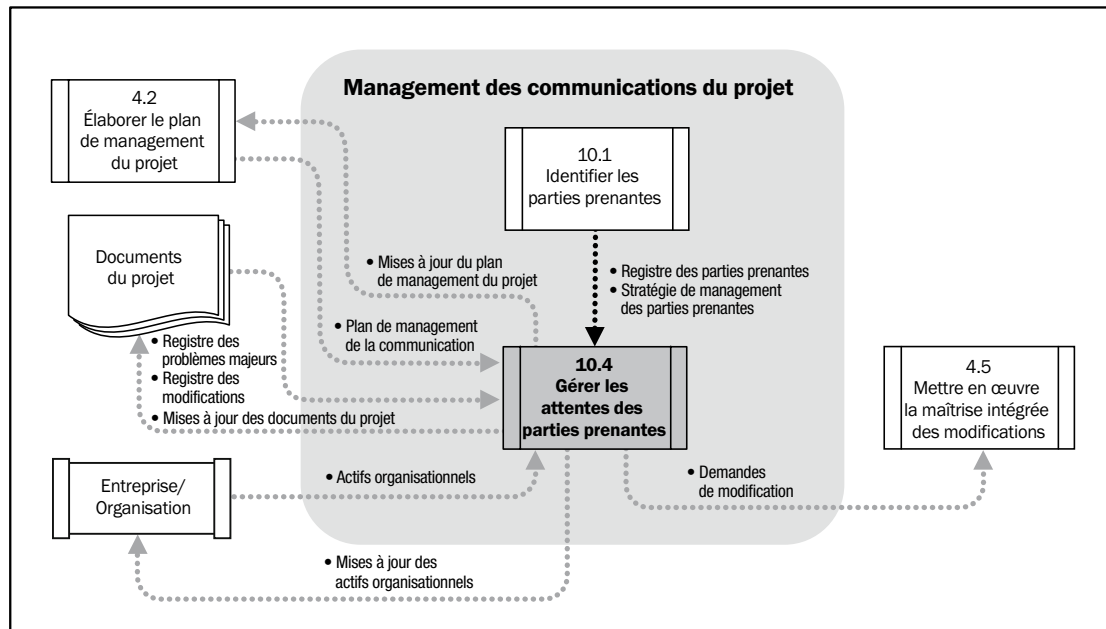 Management des communications du projet
4.2
Élaborer le plan
de management
du projet
10.1
Identifier les
parties prenantes
Documents
du projet
• Mises à jour du plan
de management du projet
• Registre des parties prenantes
• Stratégie de management
des parties prenantes
• Plan de management
de la communication
• Registre des
problèmes majeurs
• Registre des
modifications
• Mises à jour des documents du projet
10.4
Gérer les
attentes des
parties prenantes
4.5
Mettre en œuvre
la maîtrise intégrée
des modifications
Entreprise/
Organisation
• Actifs organisationnels
• Demandes
de modification
• Mises à jour des
actifs organisationnels